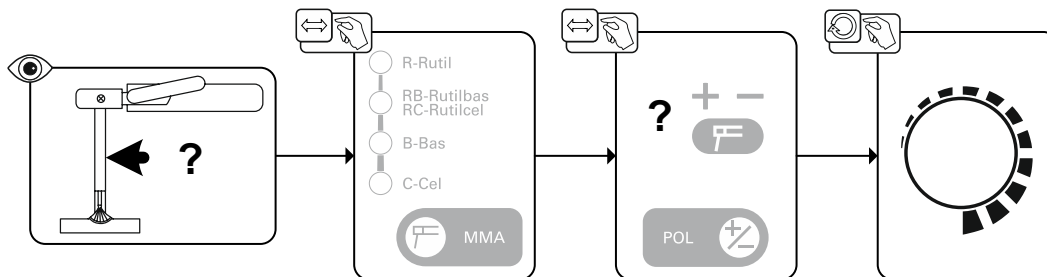 ?
R-Rutil
RB-Rutilbas
RC-Rutilcel
B-Bas
C-Cel
MMA
?
+ −
POL
+/−